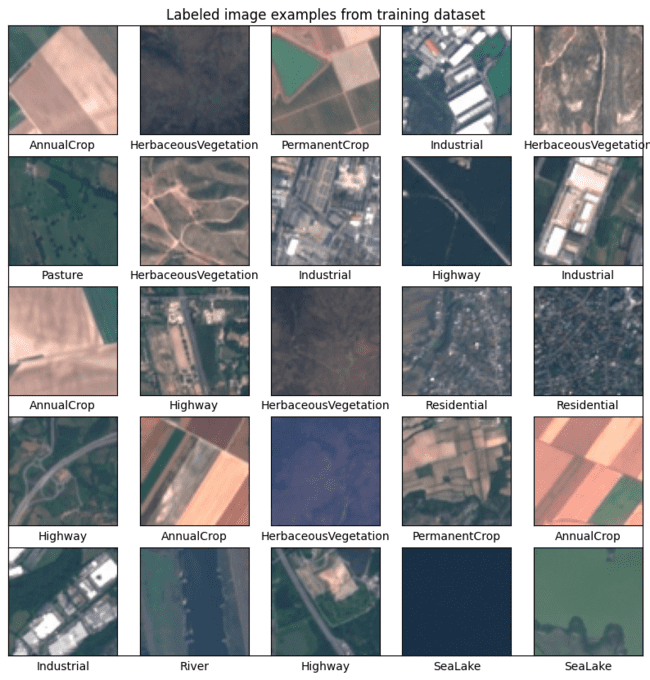 Labeled image examples from training dataset
AnnualCrop HerbaceousVegetation PermanentCrop Industrial HerbaceousVegetation
Pasture HerbaceousVegetation Industrial Highway Industrial
AnnualCrop Highway HerbaceousVegetation Residential Residential
Highway AnnualCrop HerbaceousVegetation PermanentCrop AnnualCrop
Industrial River Highway SeaLake SeaLake